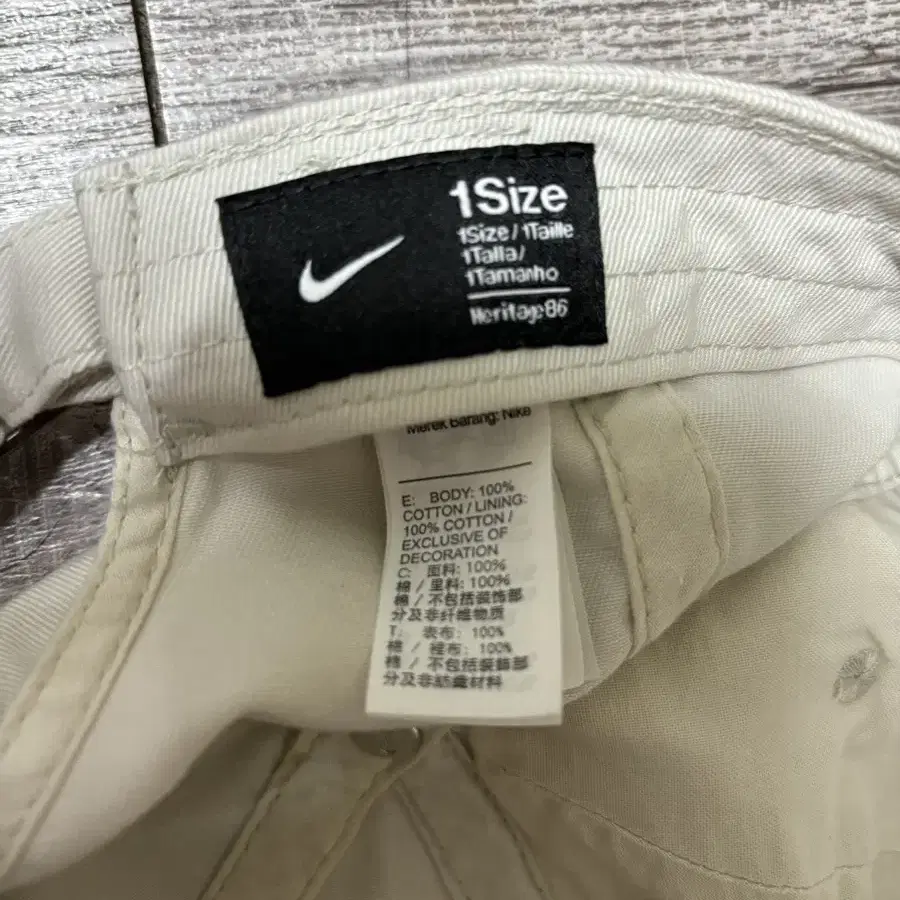 1Size
1Size / 1Taille
1Talla /
1Tamanho
Heritage86
Merek Barang: Nike
E: BODY: 100%
COTTON / LINING:
100% COTTON /
EXCLUSIVE OF
DECORATION
C: 面料: 100%
棉 / 里料: 100%
棉 / 不包括装饰部
分及非纤维物质
T: 表布: 100%
棉 / 裡布: 100%
棉 / 不包括裝飾部
分及非紡織材料